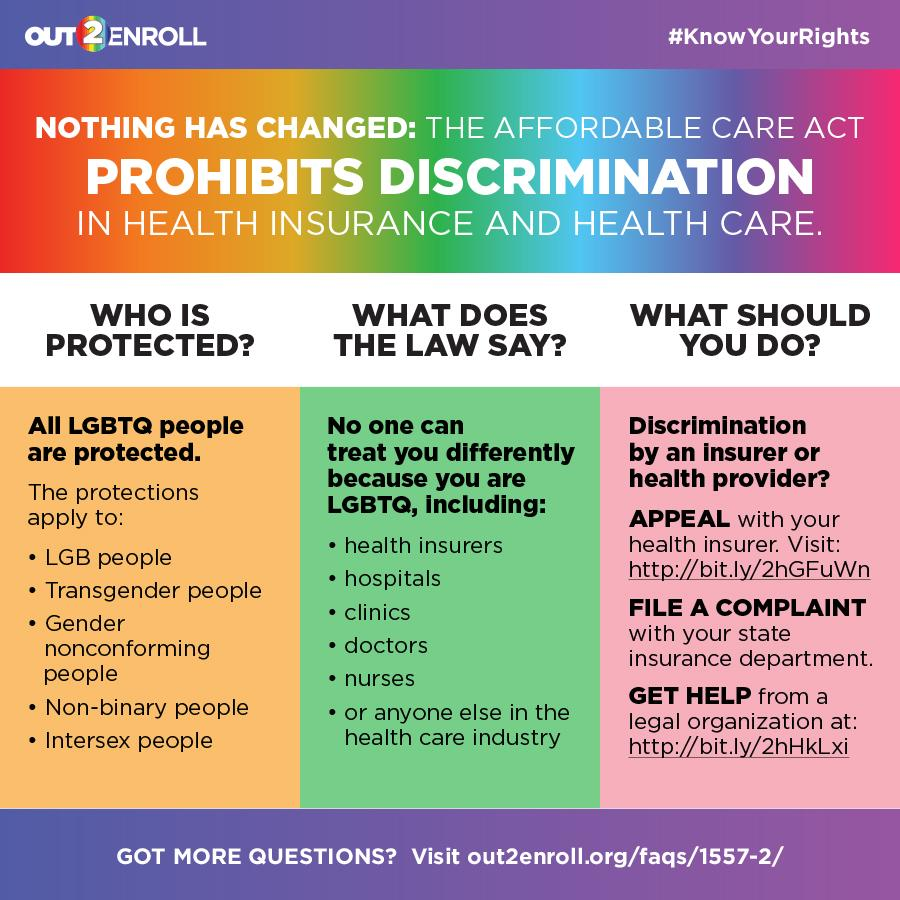 OUT2ENROLL
#KnowYourRights
NOTHING HAS CHANGED: THE AFFORDABLE CARE ACT
PROHIBITS DISCRIMINATION
IN HEALTH INSURANCE AND HEALTH CARE.
WHO IS
PROTECTED?
All LGBTQ people
are protected.
The protections
apply to:
• LGB people
• Transgender people
• Gender
nonconforming
people
• Non-binary people
• Intersex people
WHAT DOES
THE LAW SAY?
No one can
treat you differently
because you are
LGBTQ, including:
• health insurers
• hospitals
• clinics
• doctors
• nurses
• or anyone else in the
health care industry
WHAT SHOULD
YOU DO?
Discrimination
by an insurer or
health provider?
APPEAL with your
health insurer. Visit:
http://bit.ly/2hGFuWn
FILE A COMPLAINT
with your state
insurance department.
GET HELP from a
legal organization at:
http://bit.ly/2hHkLxi
GOT MORE QUESTIONS? Visit out2enroll.org/faqs/1557-2/